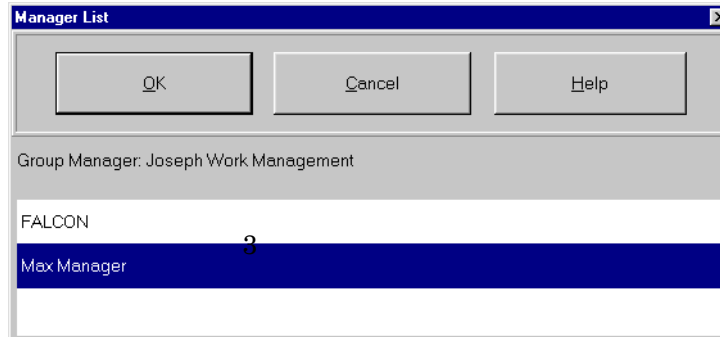 Manager List
OK Cancel Help
Group Manager: Joseph Work Management
FALCON
3
Max Manager